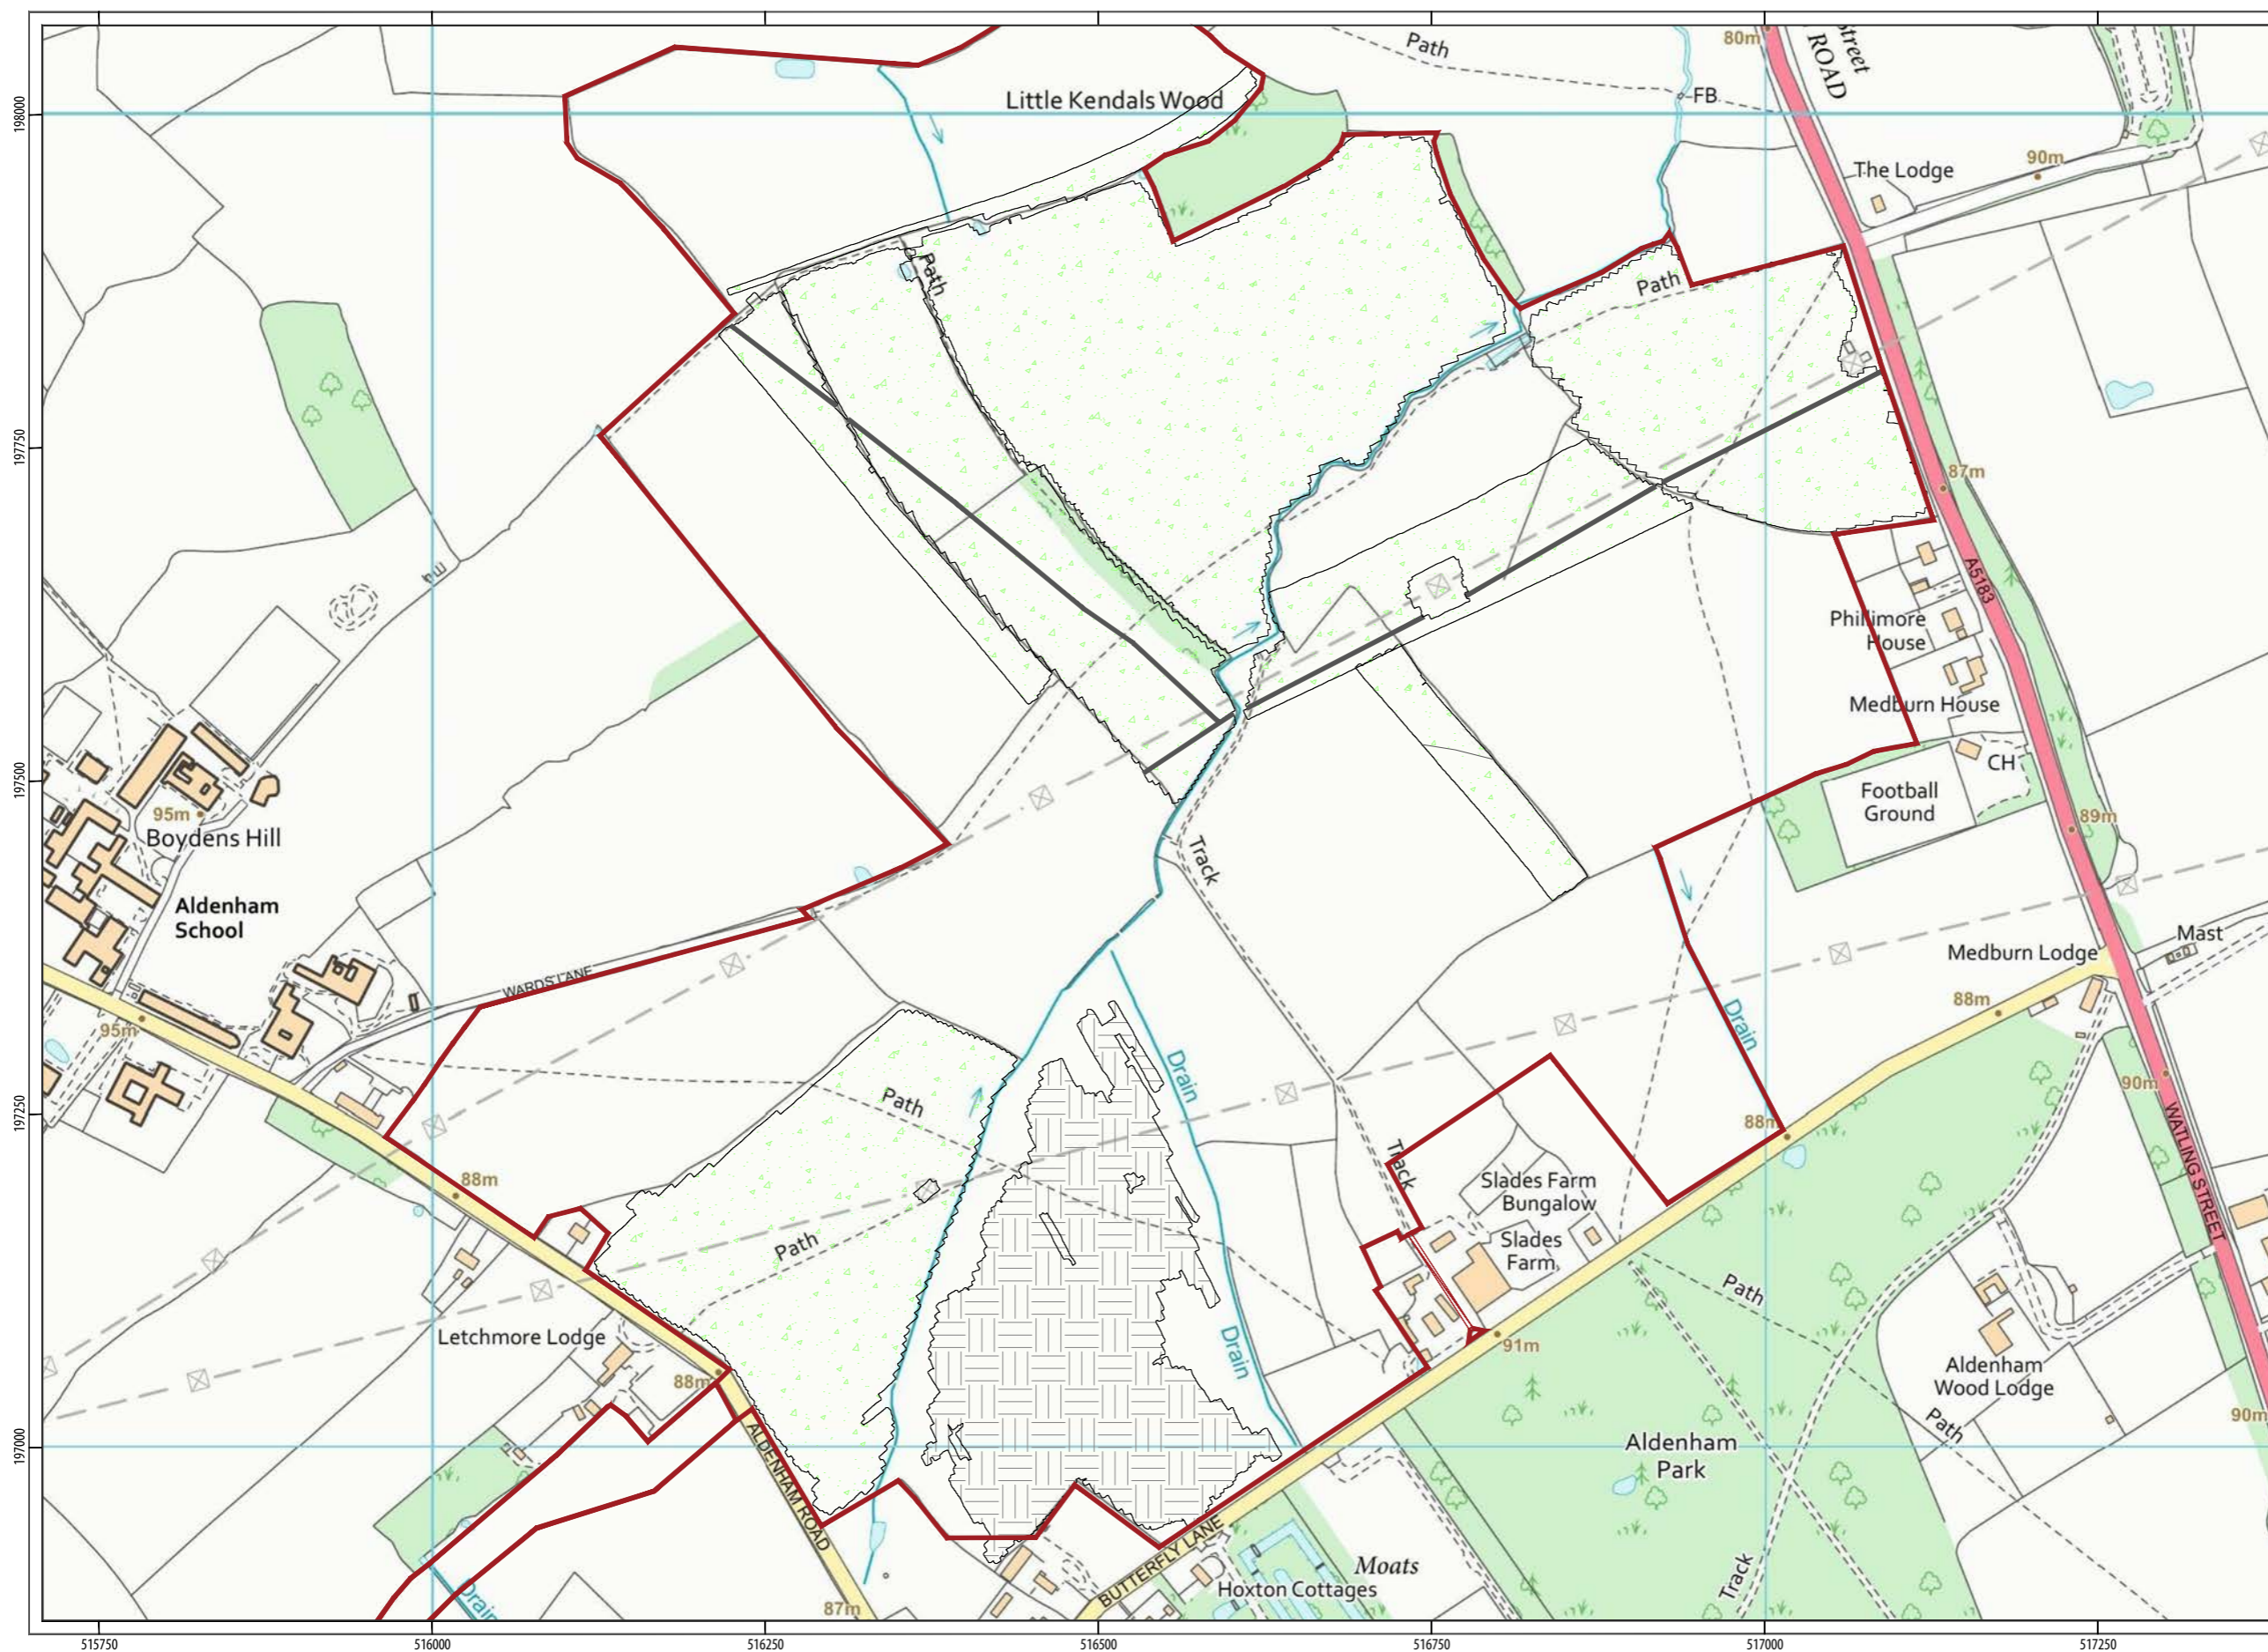 80m
Street
ROAD
Path
Little Kendals Wood
FB
198000
The Lodge
90m
Path
Path
197750
87m
A5183
Phillimore
House
Medburn House
CH
197500
Football
Ground
95m
Boydens Hill
89m
Track
Aldenham
School
Mast
Medburn Lodge
WARDS LANE
88m
95m
Drain
Drain
Path
90m
197250
88m
WATLING STREET
Track
88m
Slades Farm
Bungalow
Path
Slades
Farm
Path
Letchmore Lodge
Drain
91m
88m
Aldenham
Wood Lodge
90m
Path
197000
ALDENHAM ROAD
Aldenham
Park
BUTTERFLY LANE
Moats
Track
Hoxton Cottages
Drain
87m
515750
516000
516250
516500
516750
517000
517250